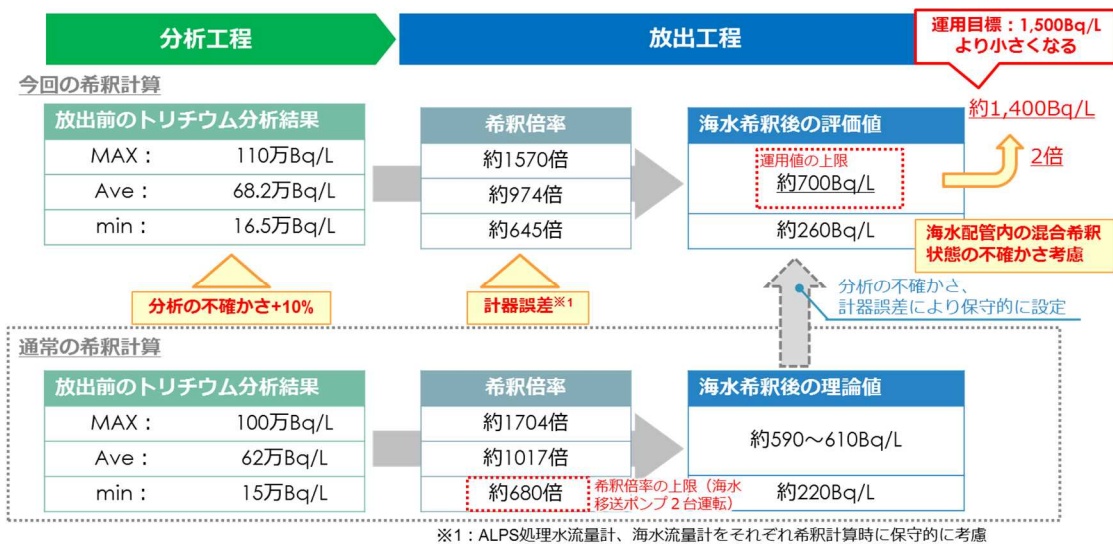 分析工程
放出工程
運用目標：1,500Bq/L
より小さくなる
今回の希釈計算
約1,400Bq/L
放出前のトリチウム分析結果
MAX： 110万Bq/L
Ave： 68.2万Bq/L
min： 16.5万Bq/L
希釈倍率
約1570倍
約974倍
約645倍
海水希釈後の評価値
運用値の上限
約700Bq/L
約260Bq/L
2倍
海水配管内の混合希釈
状態の不確かさ考慮
分析の不確かさ+10%
計器誤差※1
分析の不確かさ、
計器誤差により保守的に設定
通常の希釈計算
放出前のトリチウム分析結果
MAX： 100万Bq/L
Ave： 62万Bq/L
min： 15万Bq/L
希釈倍率
約1704倍
約1017倍
約680倍
希釈倍率の上限（海水
移送ポンプ２台運転）
海水希釈後の理論値
約590～610Bq/L
約220Bq/L
※1：ALPS処理水流量計、海水流量計をそれぞれ希釈計算時に保守的に考慮